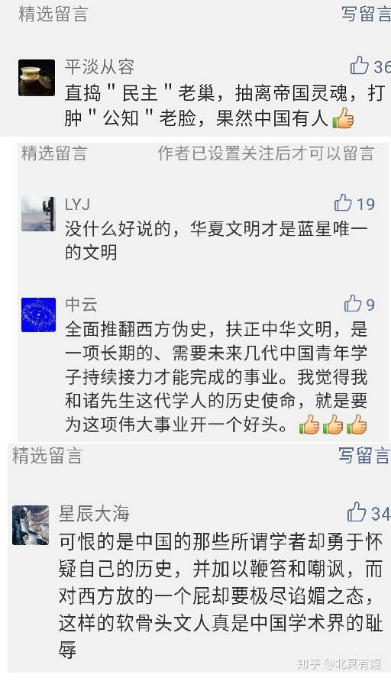 精选留言 写留言
平淡从容 36
直捣＂民主＂老巢，抽离帝国灵魂，打
肿＂公知＂老脸，果然中国有人👍
精选留言 作者已设置关注后才可以留言
LYJ 19
没什么好说的，华夏文明才是蓝星唯一
的文明
中云 9
全面推翻西方伪史，扶正中华文明，是
一项长期的、需要未来几代中国青年学
子持续接力才能完成的事业。我觉得我
和诸先生这代学人的历史使命，就是要
为这项伟大事业开一个好头。👍👍👍
精选留言 写留言
星辰大海 34
可恨的是中国的那些所谓学者却勇于怀
疑自己的历史，并加以鞭笞和嘲讽，而
对西方放的一个屁却要极尽谄媚之态，
这样的软骨头文人真是中国学术界的耻
辱
知乎 @北冥有鲲